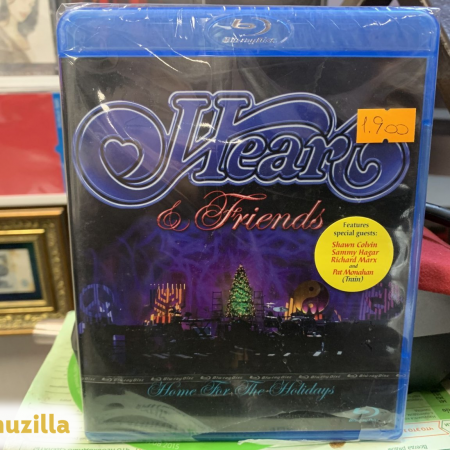 Blu-ray Disc
Heart
1.900
& Friends
Features
special guests:
Shawn Colvin
Sammy Hagar
Richard Marx
and
Pat Monahan
(Train)
Home For The Holidays
uzilla